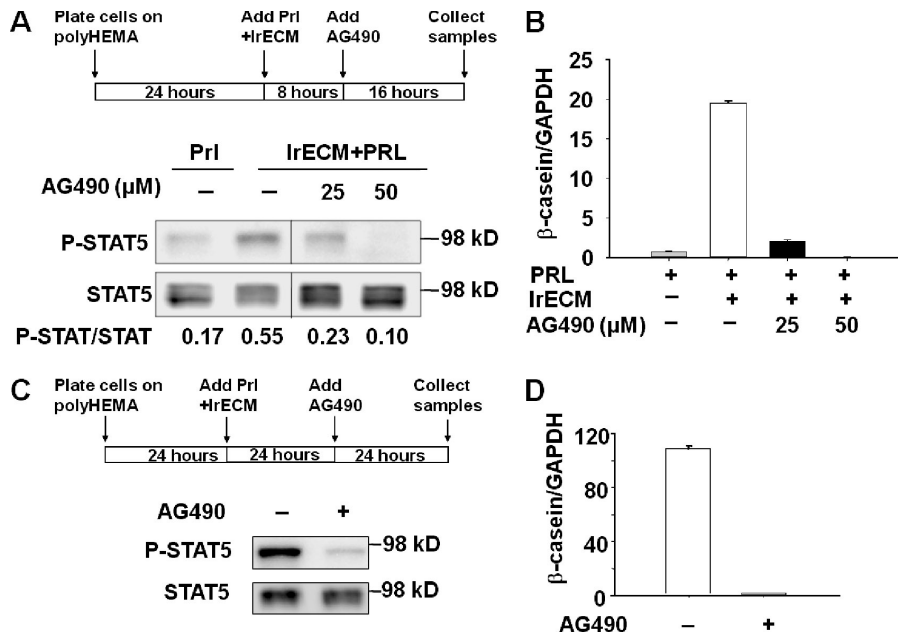 A
Plate cells on
polyHEMA
Add Prl
+lrECM
Add
AG490
Collect
samples
24 hours 8 hours 16 hours
Prl lrECM+PRL
AG490 (μM) – – 25 50
P-STAT5 –98 kD
STAT5 –98 kD
P-STAT/STAT 0.17 0.55 0.23 0.10
B
β-casein/GAPDH
25
20
15
10
5
0
PRL + + + +
lrECM – + + +
AG490 (μM) – – 25 50
C
Plate cells on
polyHEMA
Add Prl
+lrECM
Add
AG490
Collect
samples
24 hours 24 hours 24 hours
AG490 – +
P-STAT5 –98 kD
STAT5 –98 kD
D
β-casein/GAPDH
120
80
40
0
AG490 – +